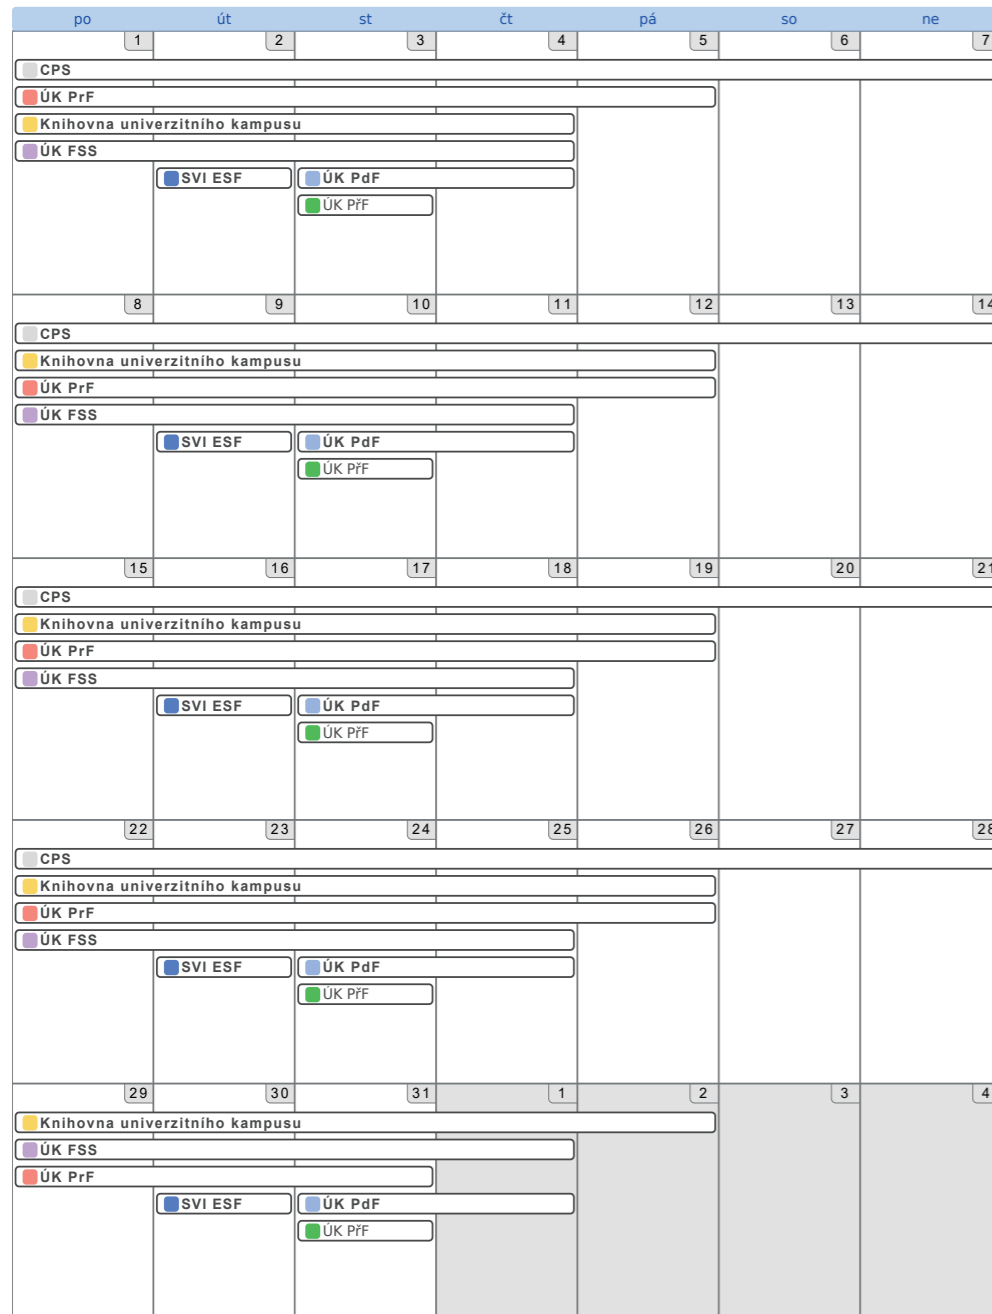 po út st čt pá so ne
1 2 3 4 5 6 7
CPS
ÚK PrF
Knihovna univerzitního kampusu
ÚK FSS
SVI ESF ÚK PdF
ÚK PřF
8 9 10 11 12 13 14
CPS
Knihovna univerzitního kampusu
ÚK PrF
ÚK FSS
SVI ESF ÚK PdF
ÚK PřF
15 16 17 18 19 20 21
CPS
Knihovna univerzitního kampusu
ÚK PrF
ÚK FSS
SVI ESF ÚK PdF
ÚK PřF
22 23 24 25 26 27 28
CPS
Knihovna univerzitního kampusu
ÚK PrF
ÚK FSS
SVI ESF ÚK PdF
ÚK PřF
29 30 31 1 2 3 4
Knihovna univerzitního kampusu
ÚK FSS
ÚK PrF
SVI ESF ÚK PdF
ÚK PřF